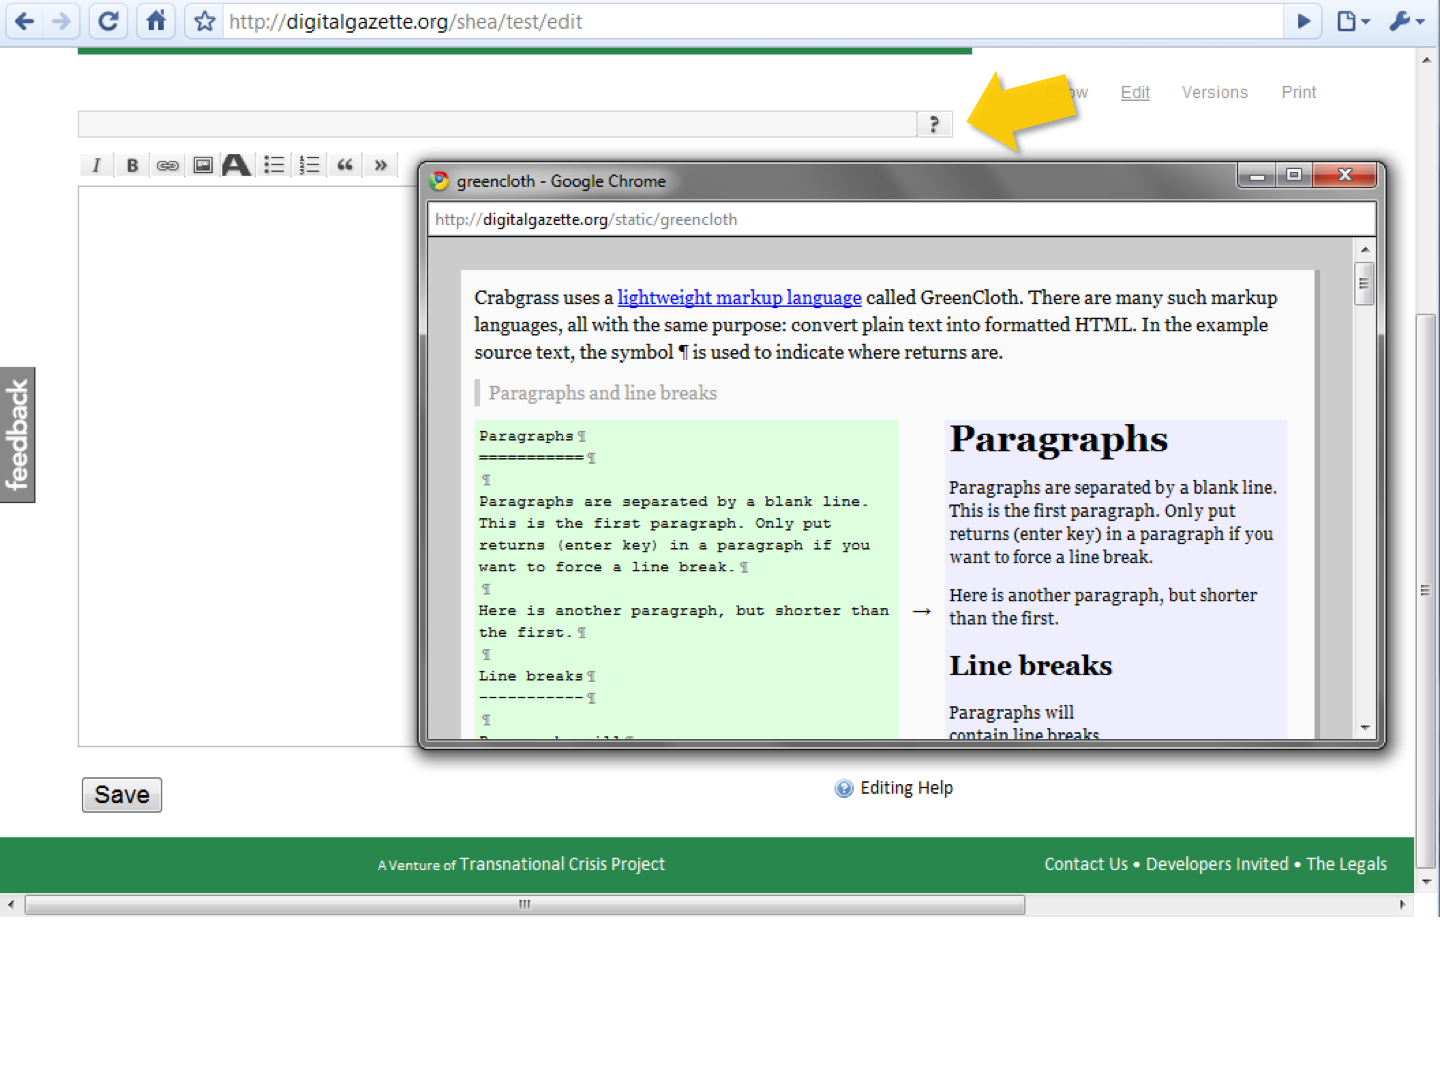 http://digitalgazette.org/shea/test/edit
Edit Versions Print
?
I B A “ »
greencloth - Google Chrome
http://digitalgazette.org/static/greencloth
Crabgrass uses a lightweight markup language called GreenCloth. There are many such markup
languages, all with the same purpose: convert plain text into formatted HTML. In the example
source text, the symbol ¶ is used to indicate where returns are.
Paragraphs and line breaks
Paragraphs¶
===========¶
¶
Paragraphs are separated by a blank line.
This is the first paragraph. Only put
returns (enter key) in a paragraph if you
want to force a line break.¶
¶
Here is another paragraph, but shorter than
the first.¶
¶
Line breaks¶
-----------¶
¶
→
Paragraphs
Paragraphs are separated by a blank line.
This is the first paragraph. Only put
returns (enter key) in a paragraph if you
want to force a line break.
Here is another paragraph, but shorter
than the first.
Line breaks
Paragraphs will
contain line breaks
feedback
Save
Editing Help
A Venture of Transnational Crisis Project
Contact Us • Developers Invited • The Legals